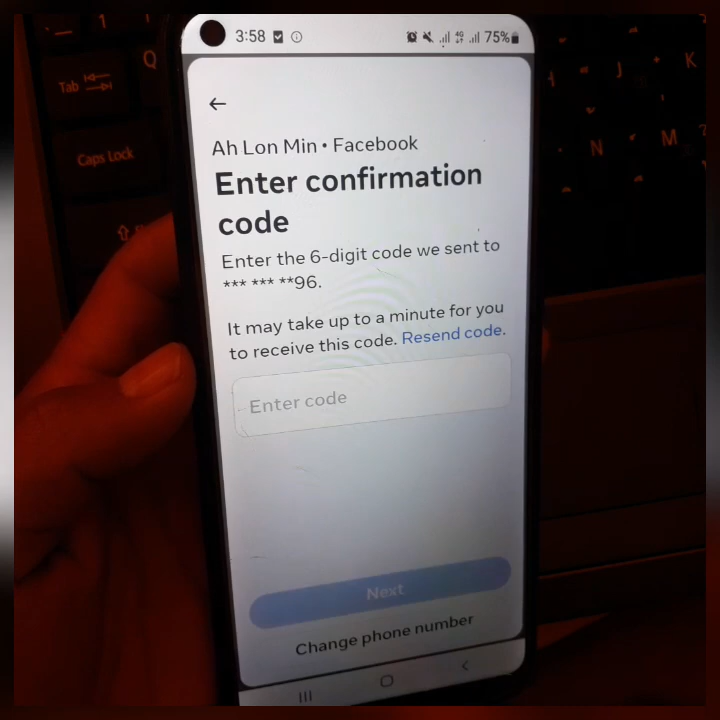 3:58 75%
Ah Lon Min • Facebook
Enter confirmation
code
Enter the 6-digit code we sent to
*** *** **96.
It may take up to a minute for you
to receive this code. Resend code.
Enter code
Next
Change phone number
1
Q
Tab
J
K
Caps Lock
N
M